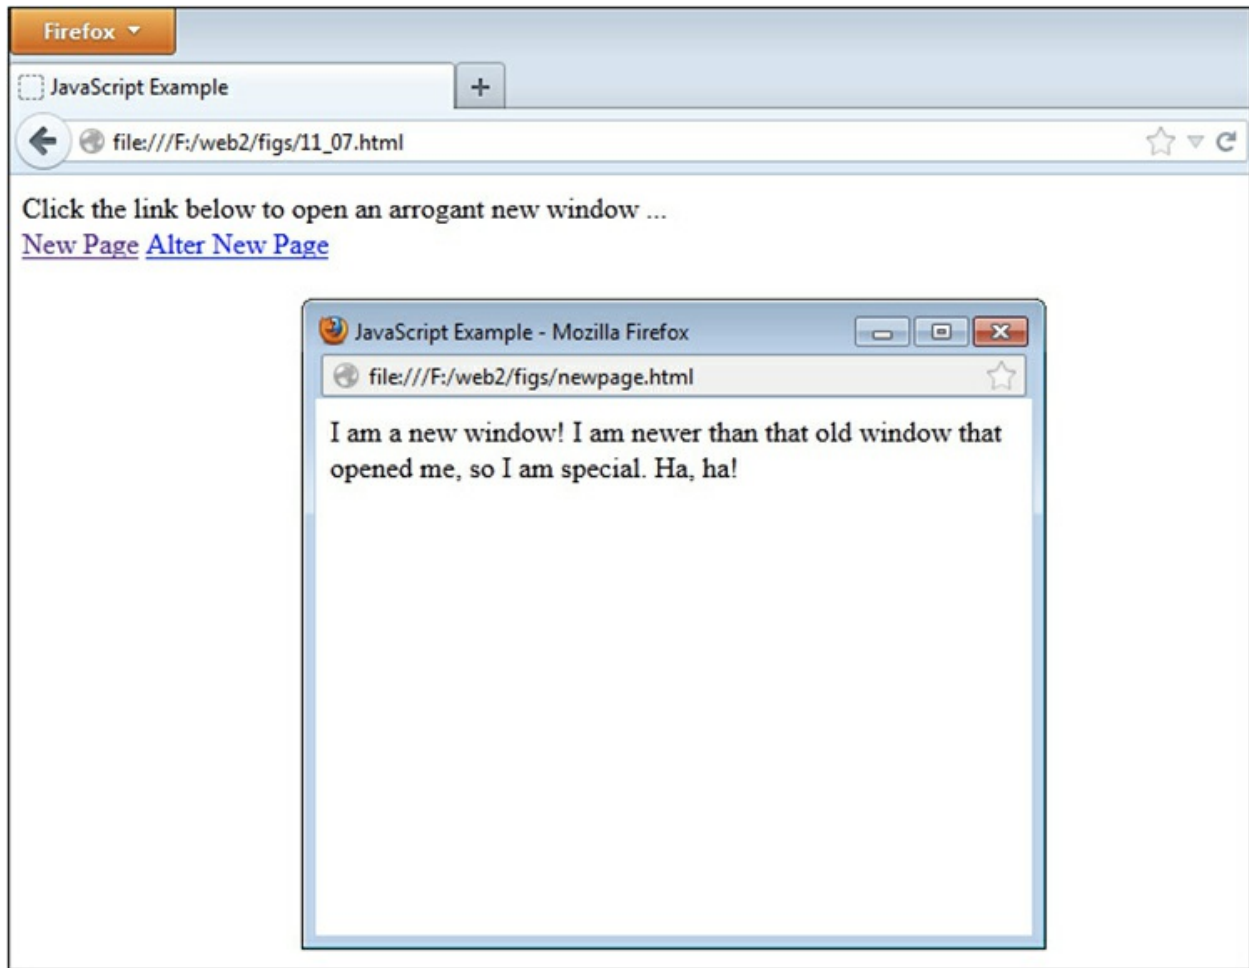 Firefox
JavaScript Example
file:///F:/web2/figs/11_07.html
Click the link below to open an arrogant new window ...
New Page Alter New Page
JavaScript Example - Mozilla Firefox
file:///F:/web2/figs/newpage.html
I am a new window! I am newer than that old window that
opened me, so I am special. Ha, ha!